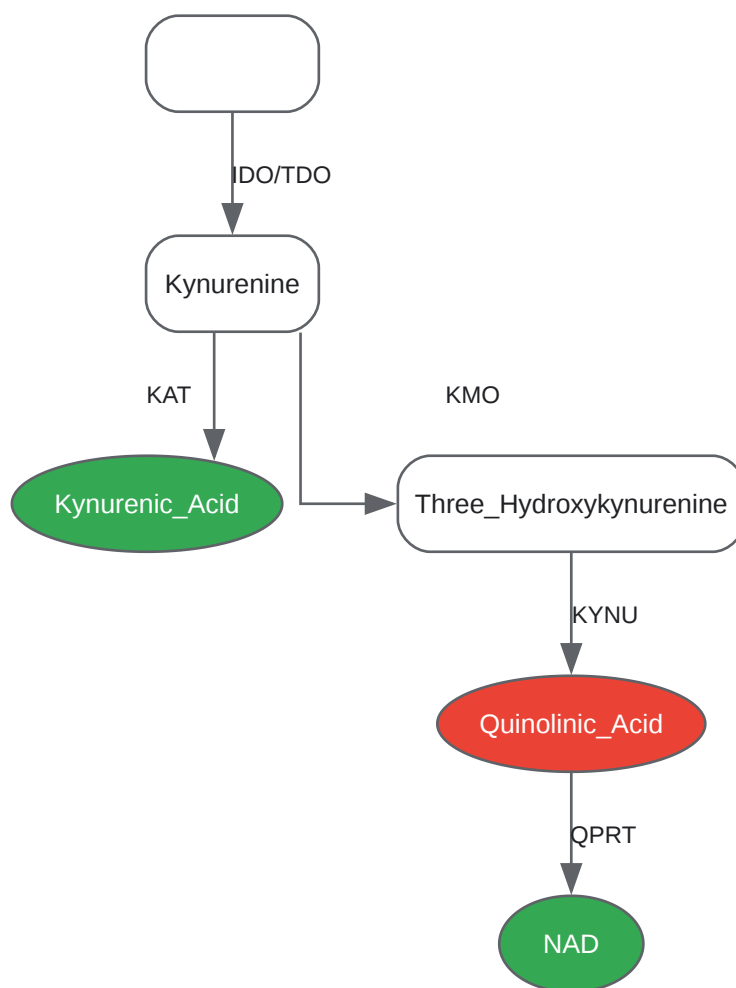 IDO/TDO
Kynurenine
KAT
KMO
Kynurenic_Acid
Three_Hydroxykynurenine
KYNU
Quinolinic_Acid
QPRT
NAD